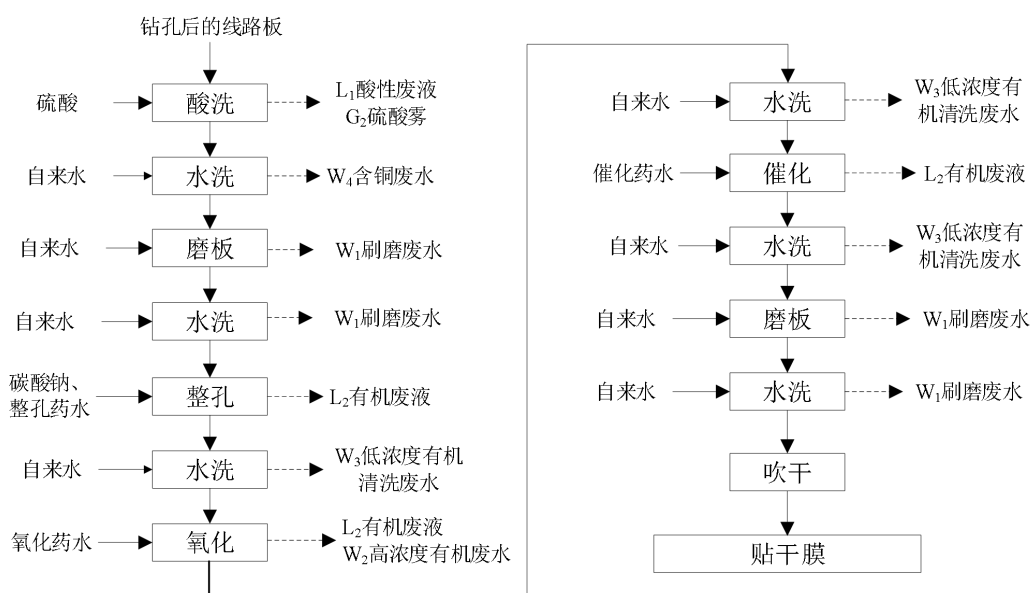 钻孔后的线路板
硫酸
酸洗
L₁酸性废液
G₂硫酸雾
自来水
水洗
W₄含铜废水
自来水
磨板
W₁刷磨废水
自来水
水洗
W₁刷磨废水
碳酸钠、
整孔药水
整孔
L₂有机废液
自来水
水洗
W₃低浓度有机
清洗废水
氧化药水
氧化
L₂有机废液
W₂高浓度有机废水
自来水
水洗
W₃低浓度有
机清洗废水
催化药水
催化
L₂有机废液
自来水
水洗
W₃低浓度有
机清洗废水
自来水
磨板
W₁刷磨废水
自来水
水洗
W₁刷磨废水
吹干
贴干膜